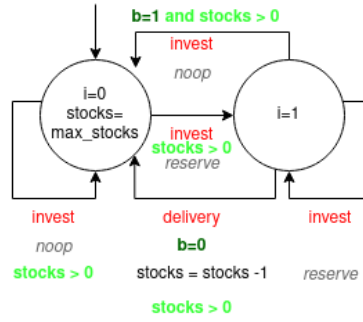 b=1 and stocks > 0
invest
noop
i=0
stocks=
max_stocks
i=1
invest
stocks > 0
reserve
invest
noop
stocks > 0
delivery
b=0
stocks = stocks -1
stocks > 0
invest
reserve